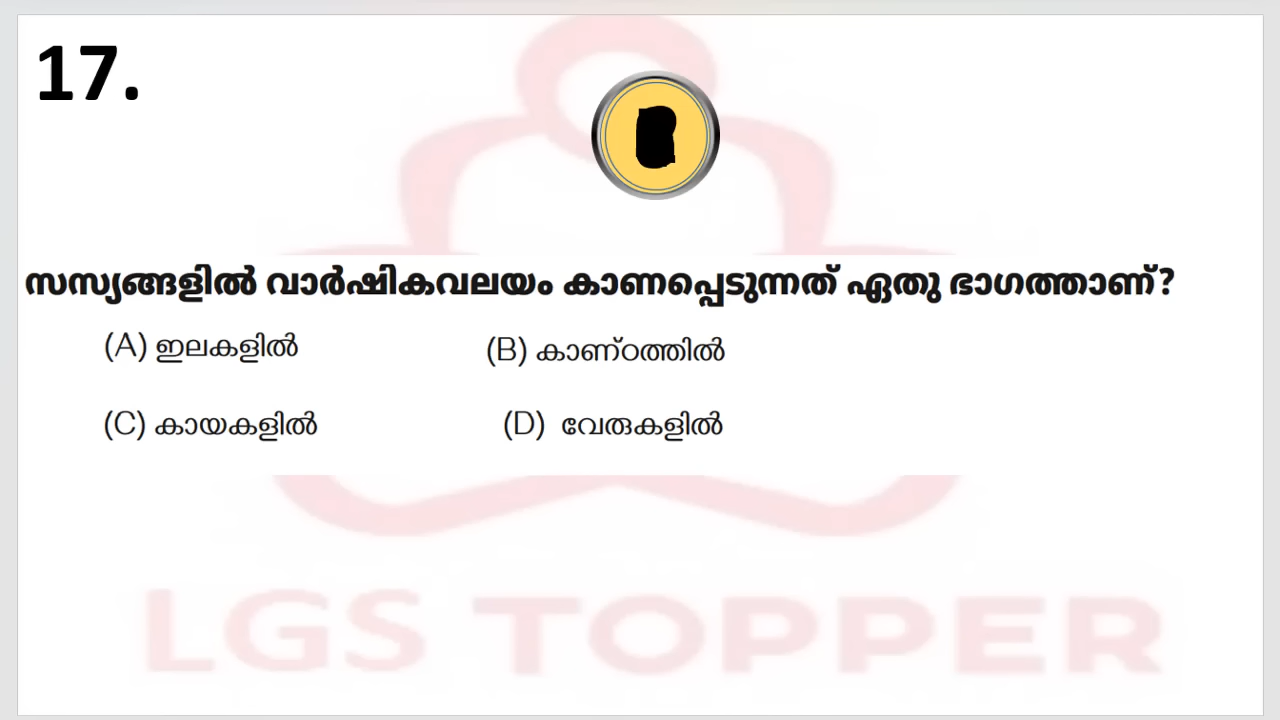 17.
സസ്യങ്ങളിൽ വാർഷികവലയം കാണപ്പെടുന്നത് ഏതു ഭാഗത്താണ്?
(A) ഇലകളിൽ (B) കാണ്ഠത്തിൽ
(C) കായകളിൽ (D) വേരുകളിൽ
LGS TOPPER